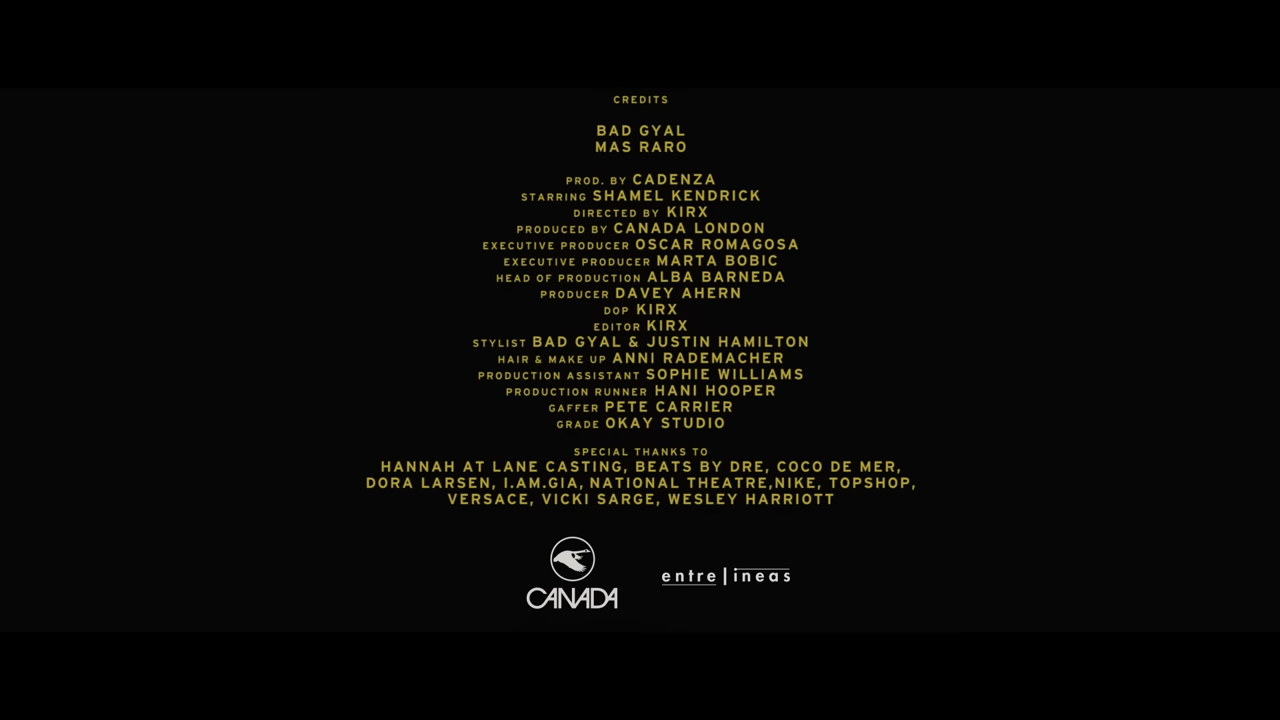 CREDITS
BAD GYAL
MAS RARO
PROD. BY CADENZA
STARRING SHAMEL KENDRICK
DIRECTED BY KIRX
PRODUCED BY CANADA LONDON
EXECUTIVE PRODUCER OSCAR ROMAGOSA
EXECUTIVE PRODUCER MARTA BOBIC
HEAD OF PRODUCTION ALBA BARNEDA
PRODUCER DAVEY AHERN
DOP KIRX
EDITOR KIRX
STYLIST BAD GYAL & JUSTIN HAMILTON
HAIR & MAKE UP ANNI RADEMACHER
PRODUCTION ASSISTANT SOPHIE WILLIAMS
PRODUCTION RUNNER HANI HOOPER
GAFFER PETE CARRIER
GRADE OKAY STUDIO
SPECIAL THANKS TO
HANNAH AT LANE CASTING, BEATS BY DRE, COCO DE MER,
DORA LARSEN, I.AM.GIA, NATIONAL THEATRE,NIKE, TOPSHOP,
VERSACE, VICKI SARGE, WESLEY HARRIOTT
CANADA
entre|ineas